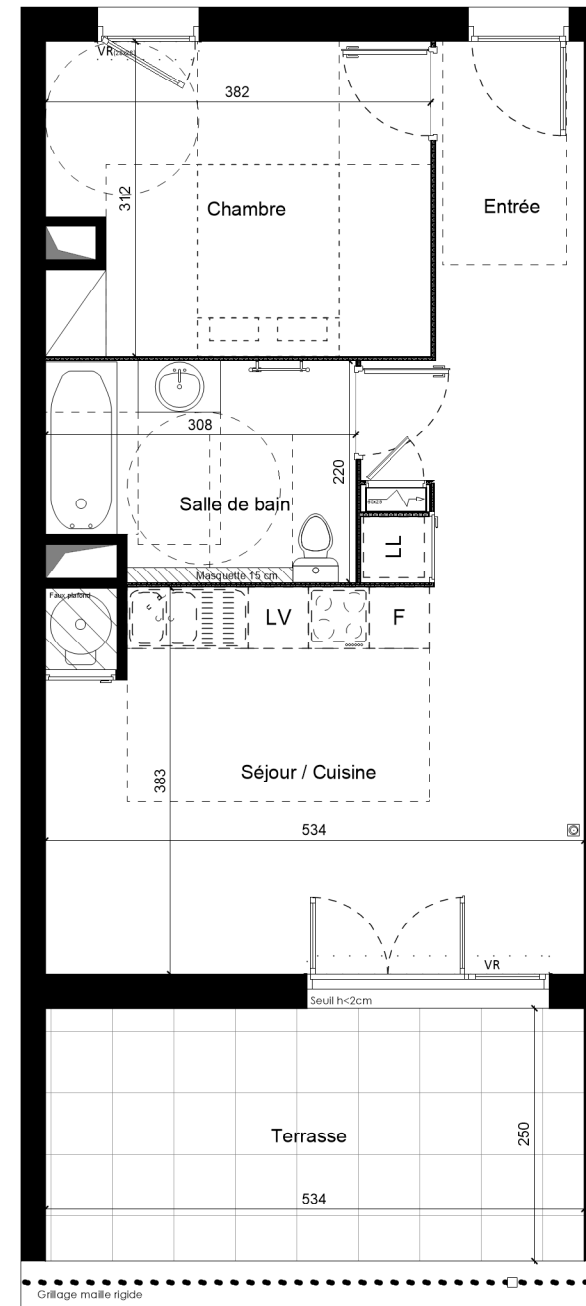 VR
382
312
Chambre
Entrée
308
220
Salle de bain
LL
Masquette 15 cm
Faux plafond
LV
F
383
Séjour / Cuisine
534
VR
Seuil h<2cm
Terrasse
250
534
Grillage maille rigide